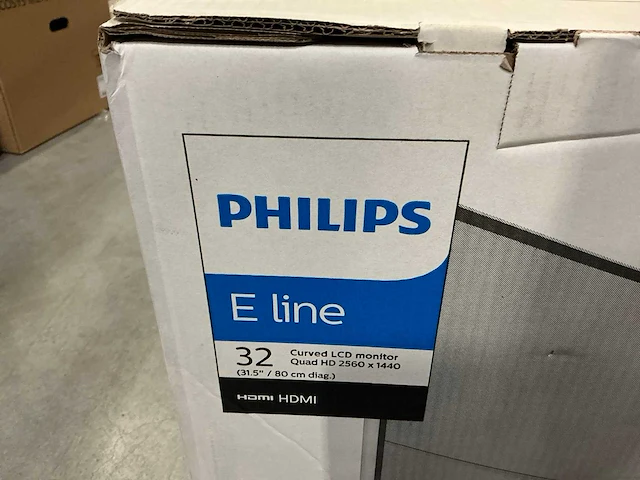 PHILIPS
E line
32
Curved LCD monitor
Quad HD 2560 x 1440
(31.5" / 80 cm diag.)
HDMI HDMI